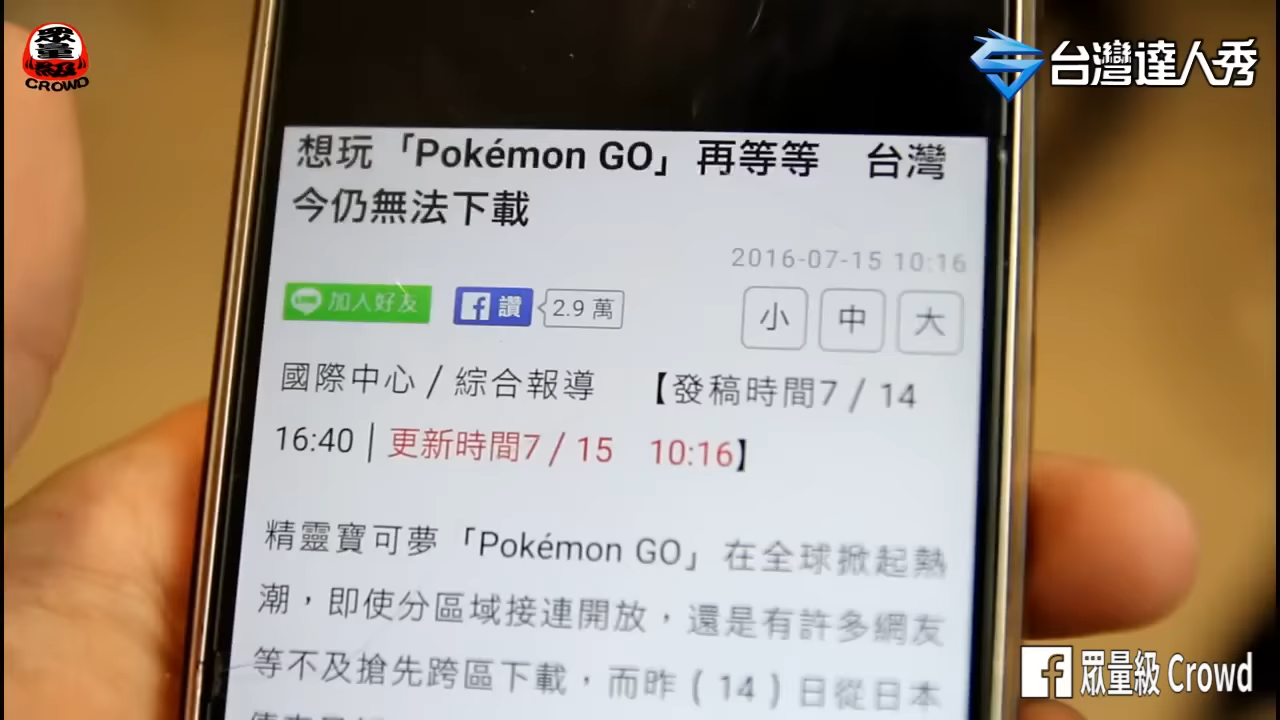 眾量級
CROWD
台灣達人秀
想玩「Pokémon GO」再等等 台灣
今仍無法下載
2016-07-15 10:16
加入好友 讚 2.9 萬 小 中 大
國際中心 / 綜合報導 【發稿時間7 / 14
16:40 | 更新時間7 / 15 10:16】
精靈寶可夢「Pokémon GO」在全球掀起熱
潮，即使分區域接連開放，還是有許多網友
等不及搶先跨區下載，而昨（14）日從日本
眾量級 Crowd